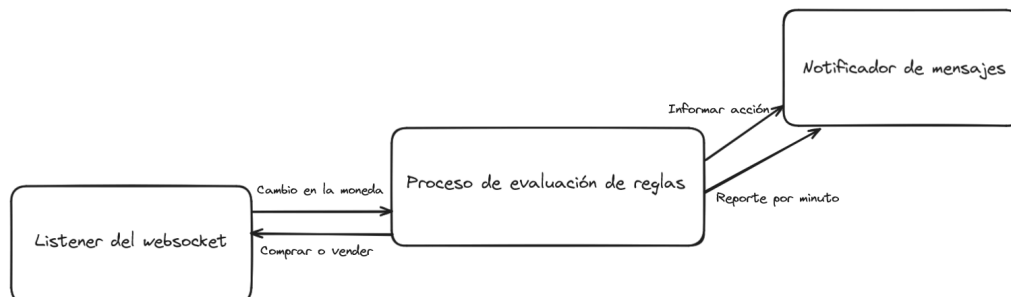 Notificador de mensajes
Informar acción
Proceso de evaluación de reglas
Cambio en la moneda
Reporte por minuto
Listener del websocket
Comprar o vender